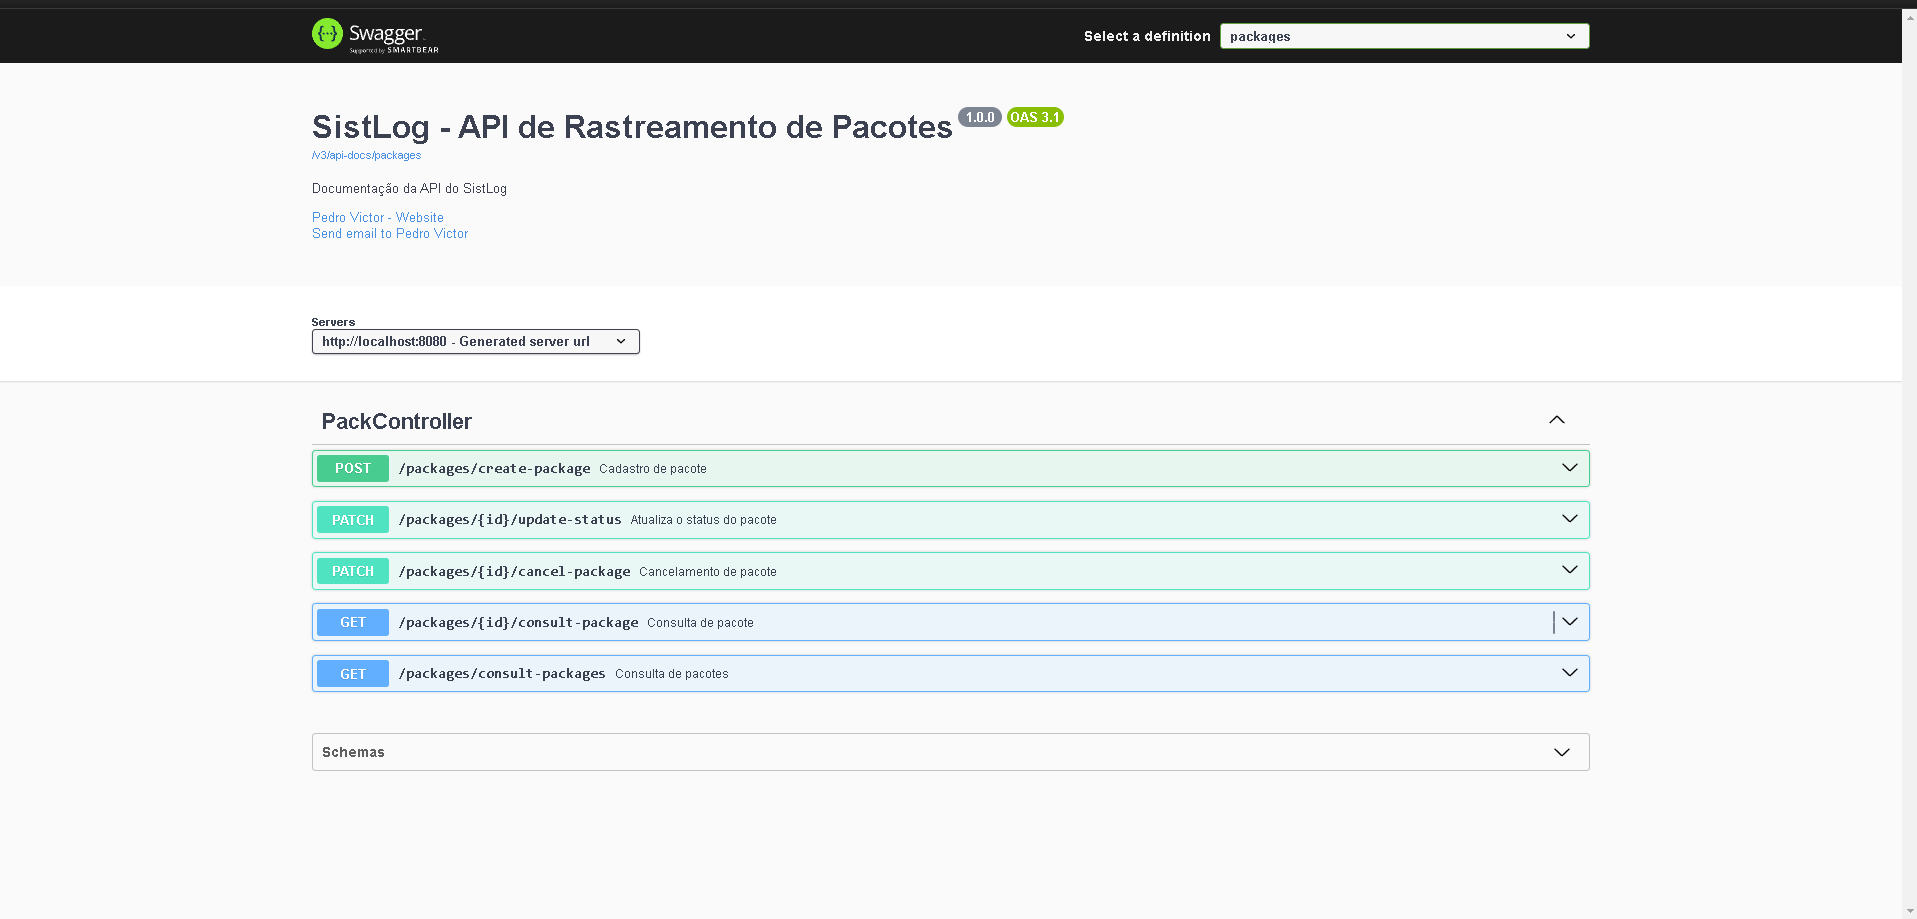 Swagger
Supported by SMARTBEAR
Select a definition
packages
SistLog - API de Rastreamento de Pacotes 1.0.0 OAS 3.1
/v3/api-docs/packages
Documentação da API do SistLog
Pedro Victor - Website
Send email to Pedro Victor
Servers
http://localhost:8080 - Generated server url
PackController
POST /packages/create-package Cadastro de pacote
PATCH /packages/{id}/update-status Atualiza o status do pacote
PATCH /packages/{id}/cancel-package Cancelamento de pacote
GET /packages/{id}/consult-package Consulta de pacote
GET /packages/consult-packages Consulta de pacotes
Schemas